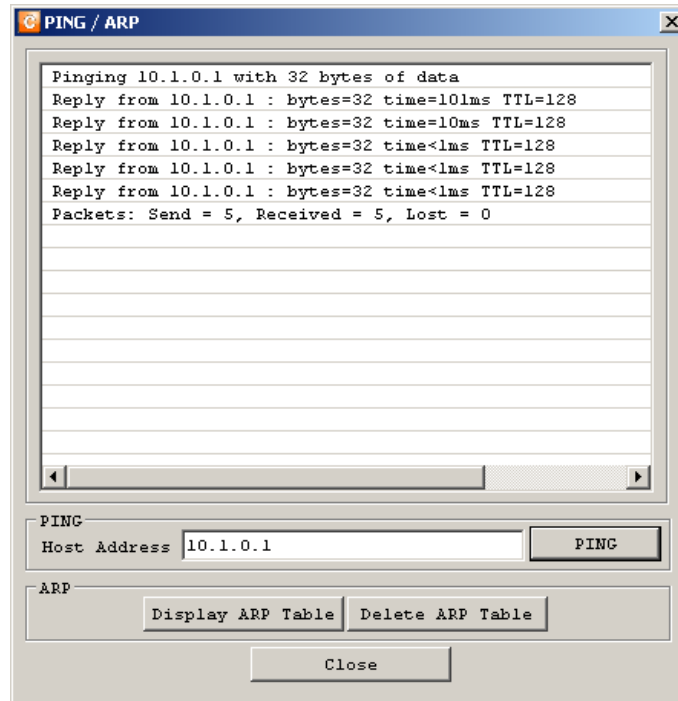 PING / ARP
Pinging 10.1.0.1 with 32 bytes of data
Reply from 10.1.0.1 : bytes=32 time=101ms TTL=128
Reply from 10.1.0.1 : bytes=32 time=10ms TTL=128
Reply from 10.1.0.1 : bytes=32 time<1ms TTL=128
Reply from 10.1.0.1 : bytes=32 time<1ms TTL=128
Reply from 10.1.0.1 : bytes=32 time<1ms TTL=128
Packets: Send = 5, Received = 5, Lost = 0
PING
Host Address 10.1.0.1 PING
ARP
Display ARP Table Delete ARP Table
Close